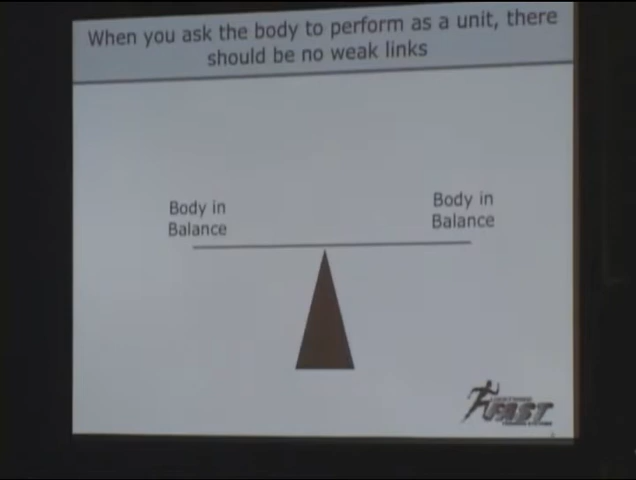 When you ask the body to perform as a unit, there
should be no weak links
Body in
Balance
Body in
Balance
FAST